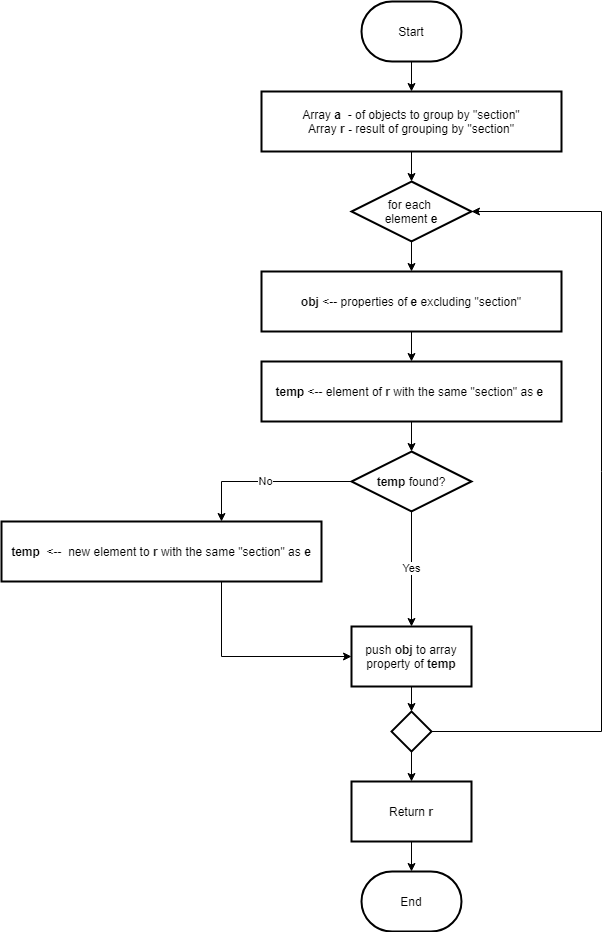 Start
Array a - of objects to group by "section"
Array r - result of grouping by "section"
for each
element e
obj <-- properties of e excluding "section"
temp <-- element of r with the same "section" as e
temp found?
No
temp <-- new element to r with the same "section" as e
Yes
push obj to array
property of temp
Return r
End